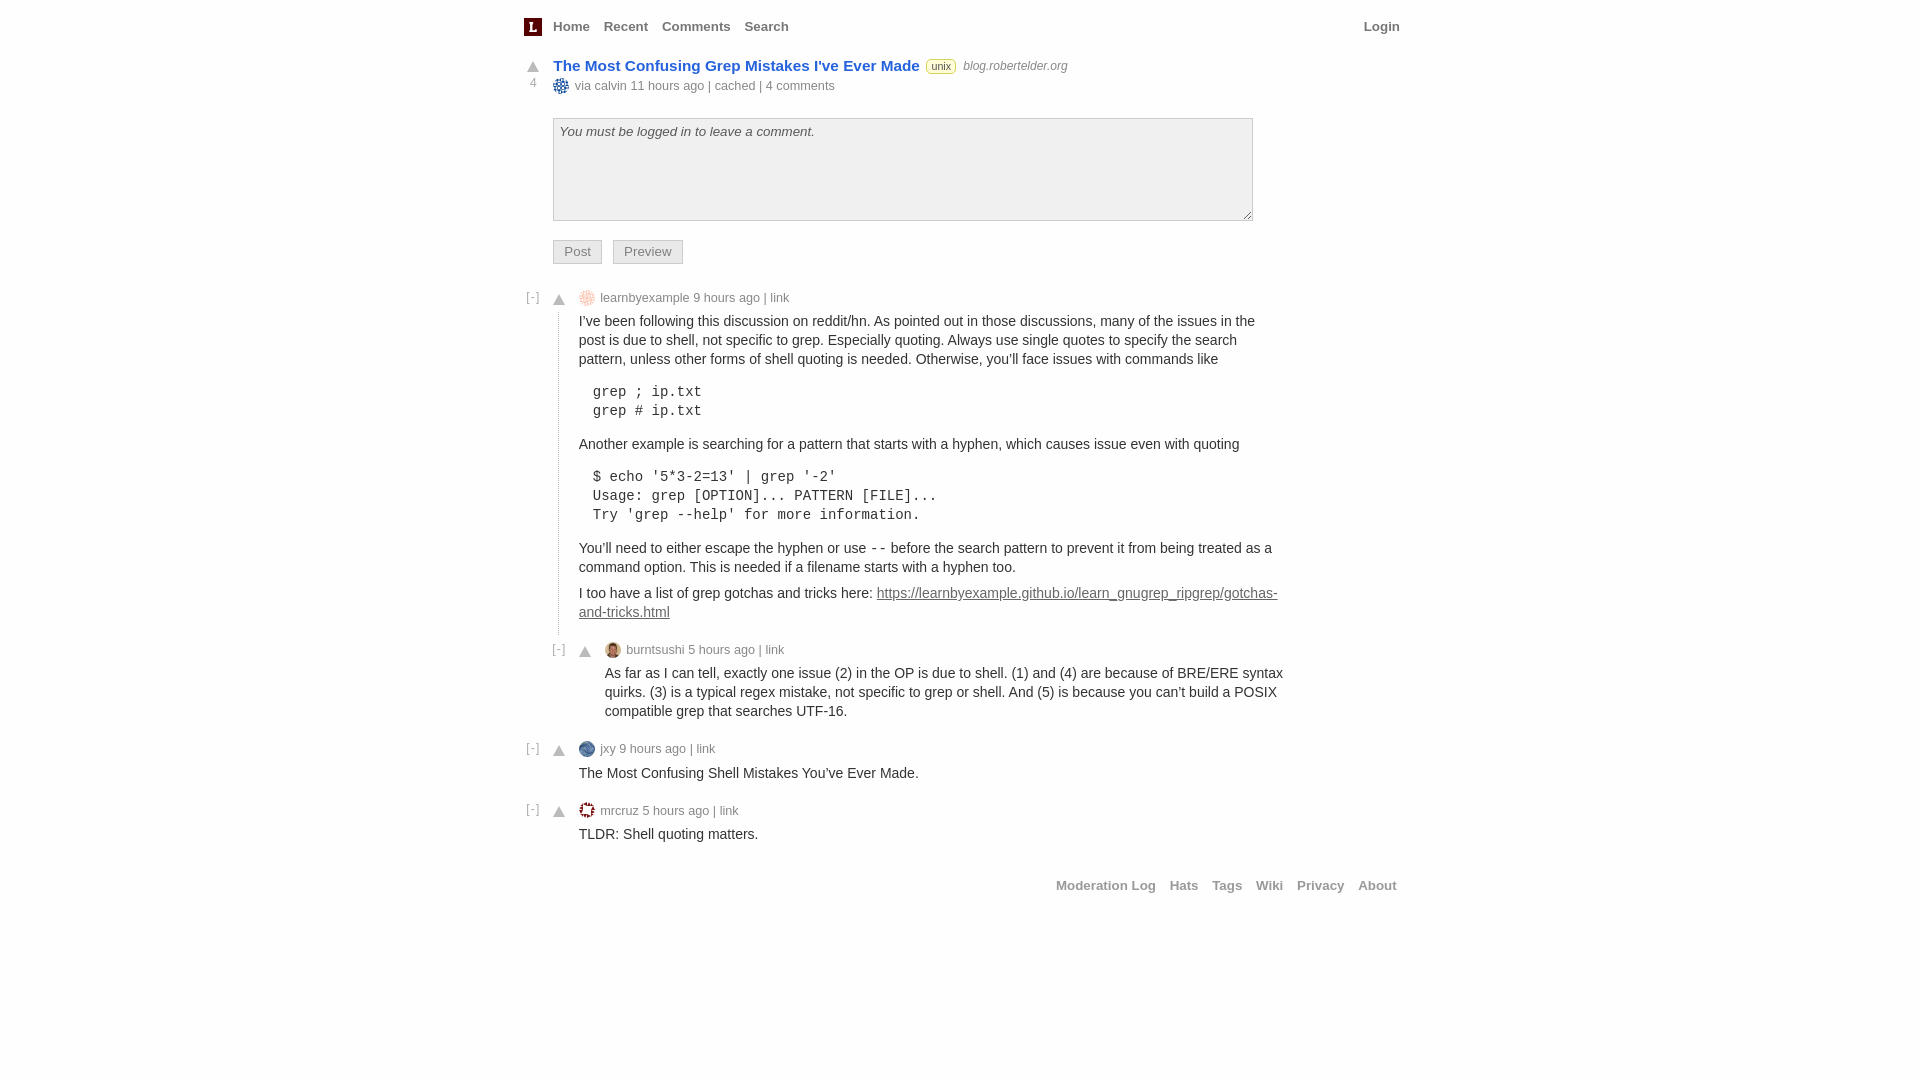 L Home Recent Comments Search Login
The Most Confusing Grep Mistakes I've Ever Made unix blog.robertelder.org
4
via calvin 11 hours ago | cached | 4 comments
You must be logged in to leave a comment.
Post Preview
[-] learnbyexample 9 hours ago | link
I’ve been following this discussion on reddit/hn. As pointed out in those discussions, many of the issues in the
post is due to shell, not specific to grep. Especially quoting. Always use single quotes to specify the search
pattern, unless other forms of shell quoting is needed. Otherwise, you’ll face issues with commands like
grep ; ip.txt
grep # ip.txt
Another example is searching for a pattern that starts with a hyphen, which causes issue even with quoting
$ echo '5*3-2=13' | grep '-2'
Usage: grep [OPTION]... PATTERN [FILE]...
Try 'grep --help' for more information.
You’ll need to either escape the hyphen or use -- before the search pattern to prevent it from being treated as a
command option. This is needed if a filename starts with a hyphen too.
I too have a list of grep gotchas and tricks here: https://learnbyexample.github.io/learn_gnugrep_ripgrep/gotchas-
and-tricks.html
[-] burntsushi 5 hours ago | link
As far as I can tell, exactly one issue (2) in the OP is due to shell. (1) and (4) are because of BRE/ERE syntax
quirks. (3) is a typical regex mistake, not specific to grep or shell. And (5) is because you can’t build a POSIX
compatible grep that searches UTF-16.
[-] jxy 9 hours ago | link
The Most Confusing Shell Mistakes You’ve Ever Made.
[-] mrcruz 5 hours ago | link
TLDR: Shell quoting matters.
Moderation Log Hats Tags Wiki Privacy About